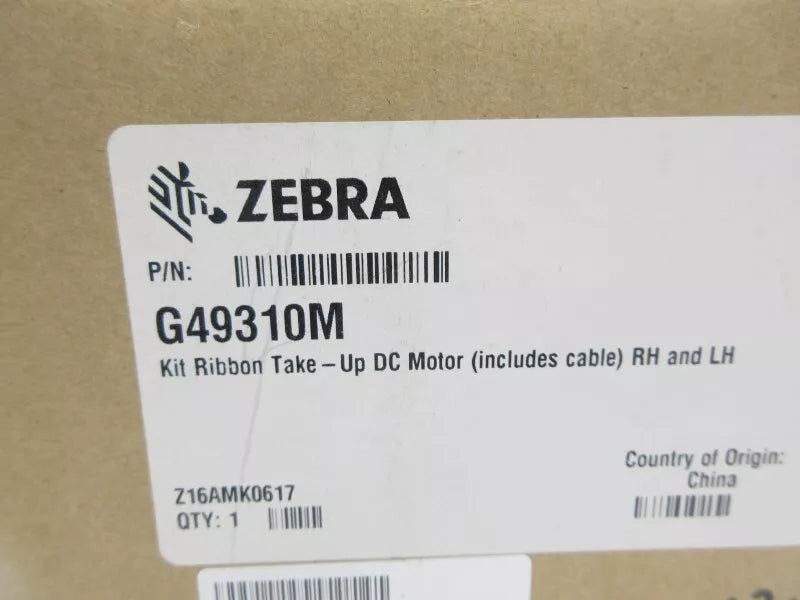 ZEBRA
P/N:
G49310M
Kit Ribbon Take-Up DC Motor (includes cable) RH and LH
Z16AMK0617
QTY: 1
Country of Origin:
China